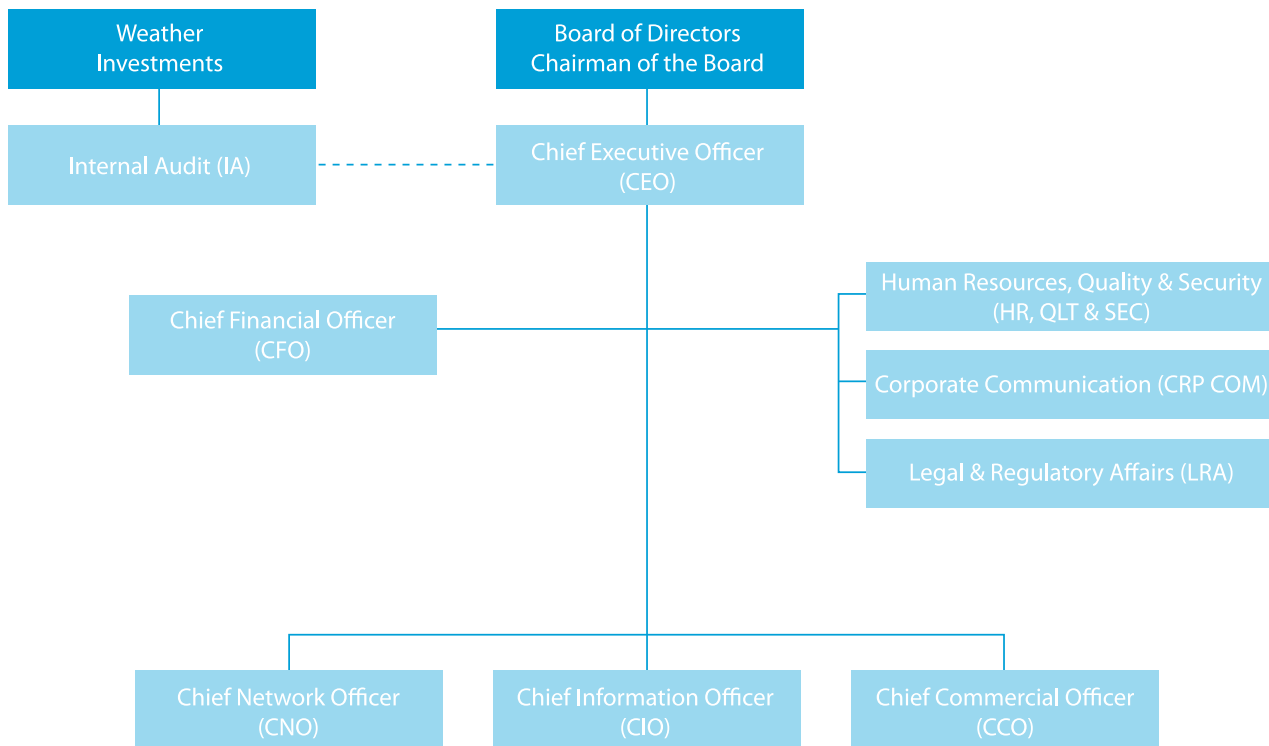 Weather
Investments
Board of Directors
Chairman of the Board
Internal Audit (IA)
Chief Executive Officer
(CEO)
Human Resources, Quality & Security
(HR, QLT & SEC)
Chief Financial Officer
(CFO)
Corporate Communication (CRP COM)
Legal & Regulatory Affairs (LRA)
Chief Network Officer
(CNO)
Chief Information Officer
(CIO)
Chief Commercial Officer
(CCO)